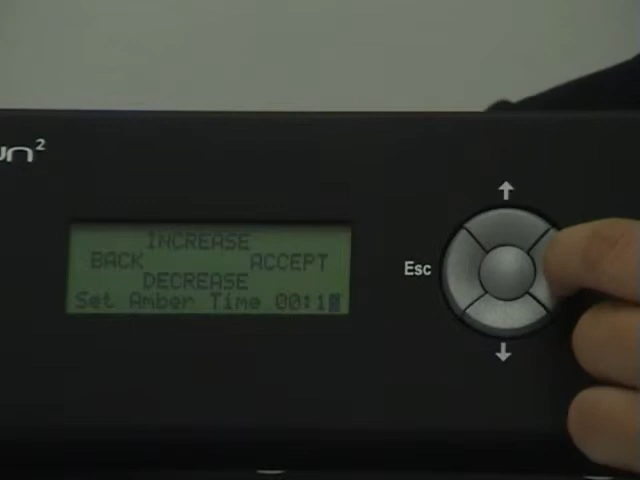 INCREASE
BACK ACCEPT
DECREASE
Set Amber Time 00:1
Esc